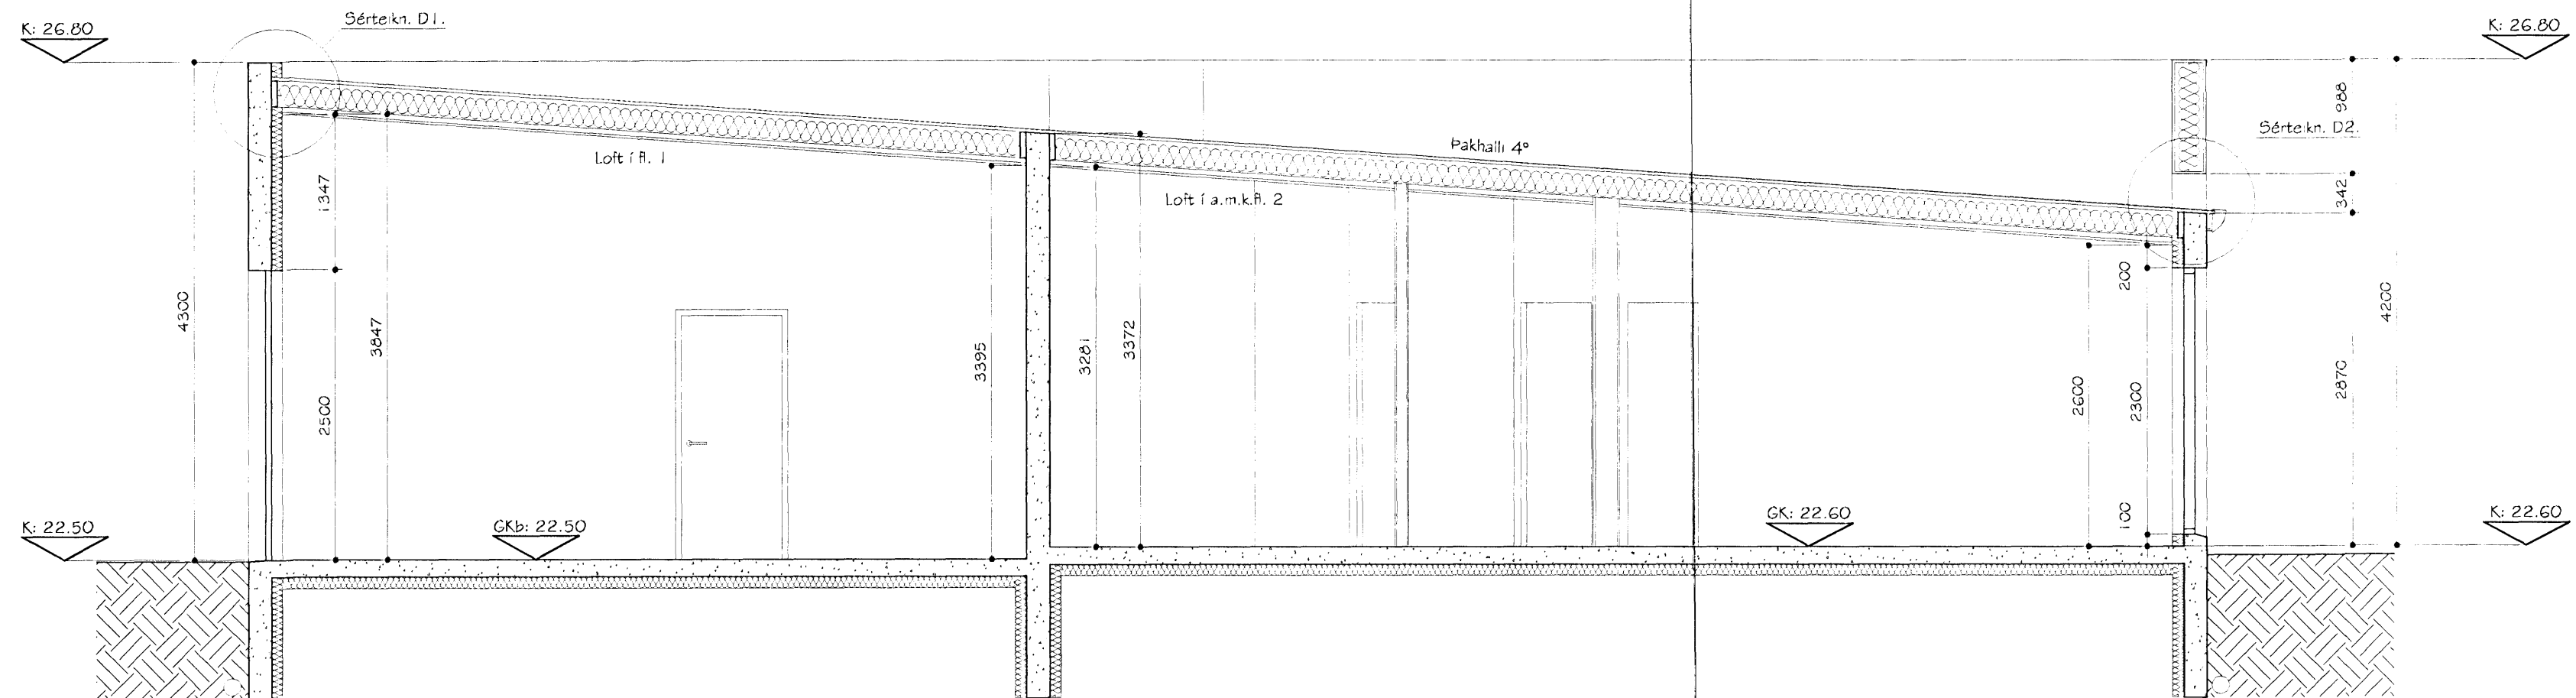 Sérteikn. D1.
K: 26.80
K: 26.80
988
Sérteikn. D2.
Þakhalli 4°
Loft í fl. 1
Loft í a.m.k.fl. 2
342
1347
200
4300
3847
3395
3281
3372
4200
2500
2600
2300
2870
100
K: 22.50
GKb: 22.50
GK: 22.60
K: 22.60